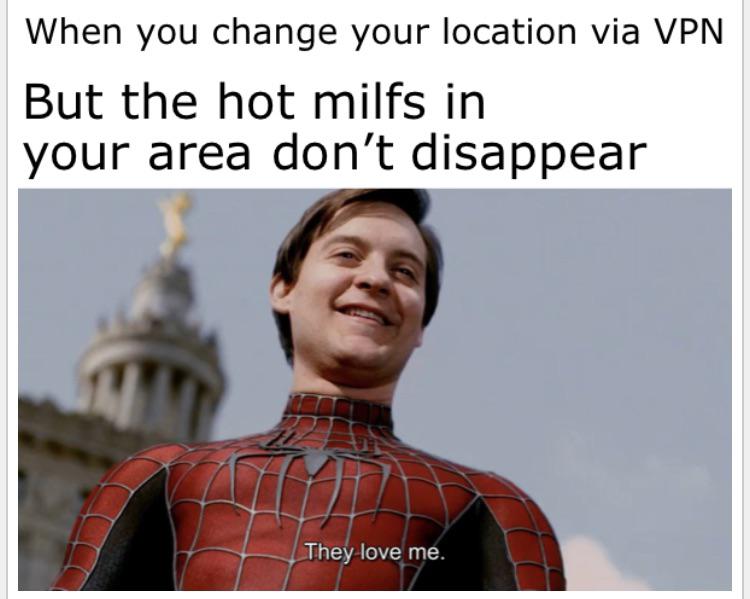 When you change your location via VPN
But the hot milfs in
your area don’t disappear
They love me.